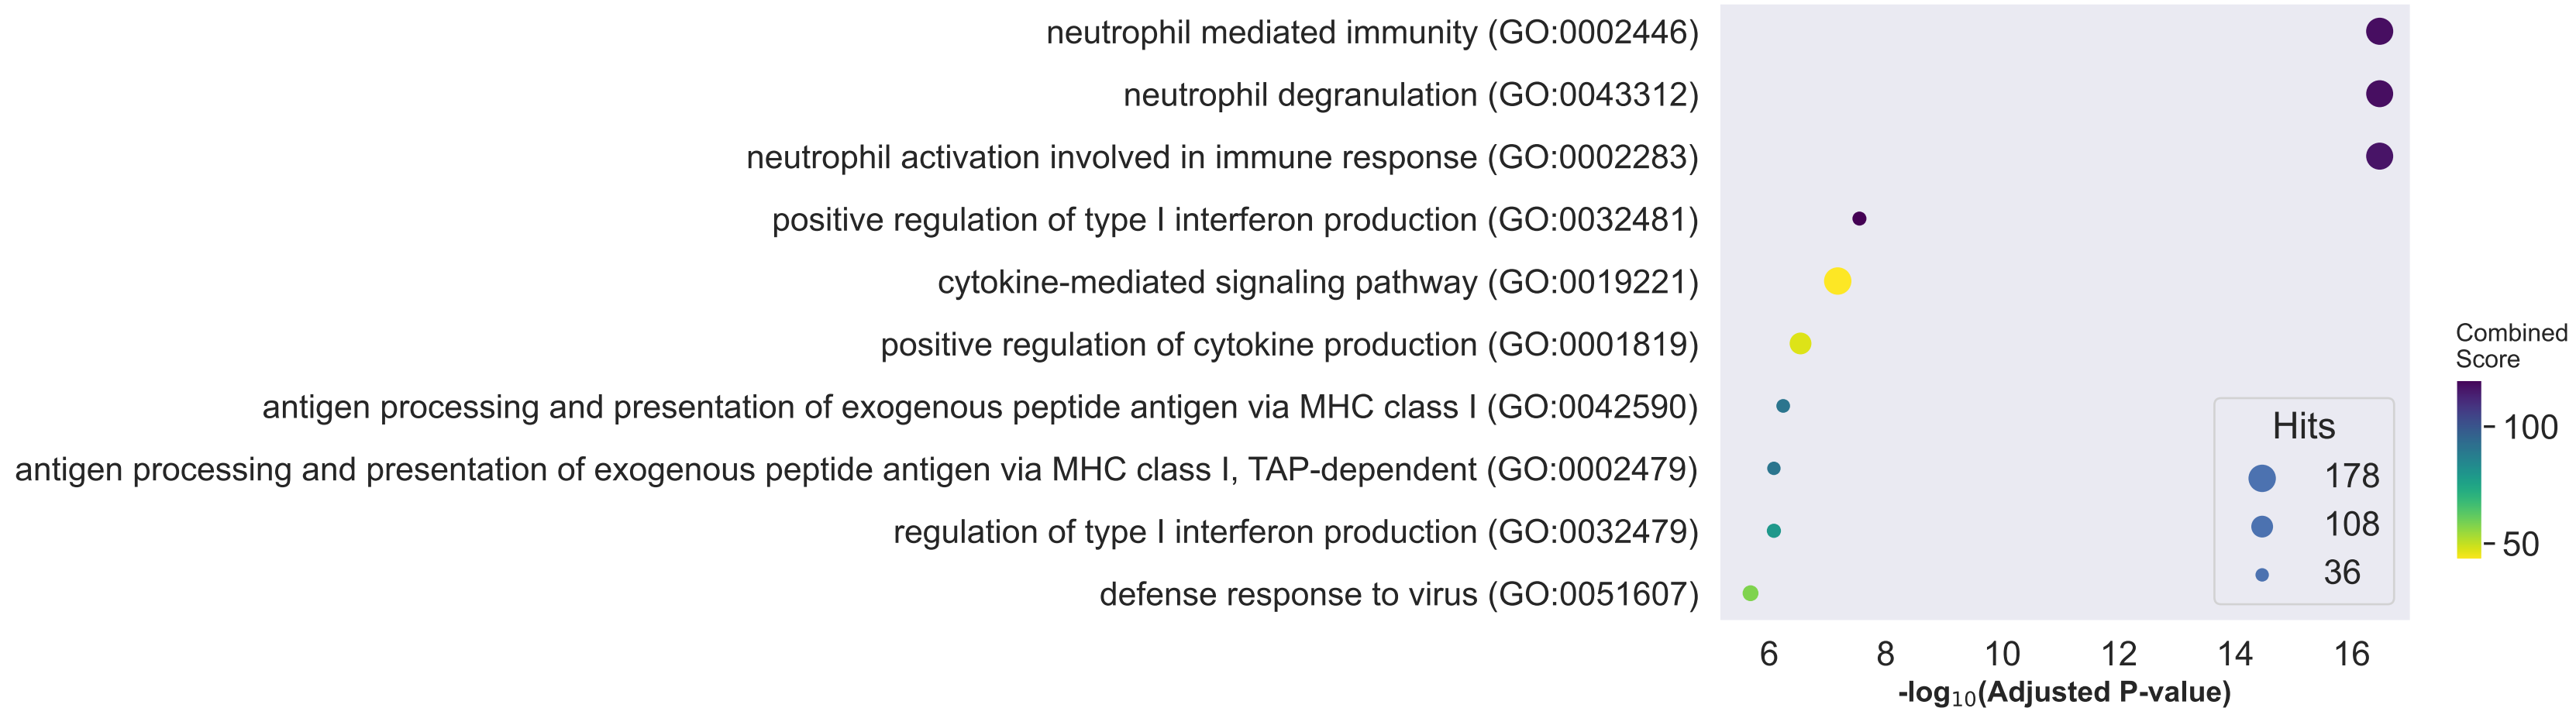 neutrophil mediated immunity (GO:0002446)
neutrophil degranulation (GO:0043312)
neutrophil activation involved in immune response (GO:0002283)
positive regulation of type I interferon production (GO:0032481)
cytokine-mediated signaling pathway (GO:0019221)
positive regulation of cytokine production (GO:0001819)
antigen processing and presentation of exogenous peptide antigen via MHC class I (GO:0042590)
antigen processing and presentation of exogenous peptide antigen via MHC class I, TAP-dependent (GO:0002479)
regulation of type I interferon production (GO:0032479)
defense response to virus (GO:0051607)
6 8 10 12 14 16
-log₁₀(Adjusted P-value)
Hits
178
108
36
Combined
Score
100
50